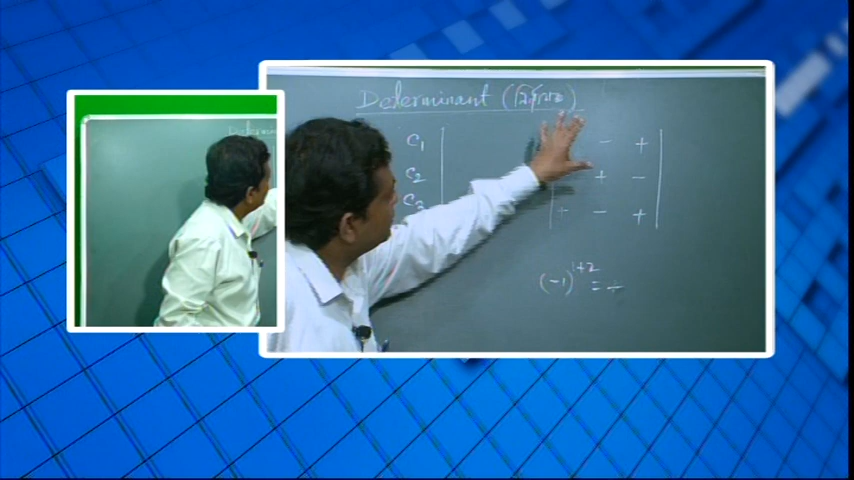 Determinant (নির্ণায়ক)
C₁ - +
C₂ + -
C₃ + - +
(-1)¹⁺² = -